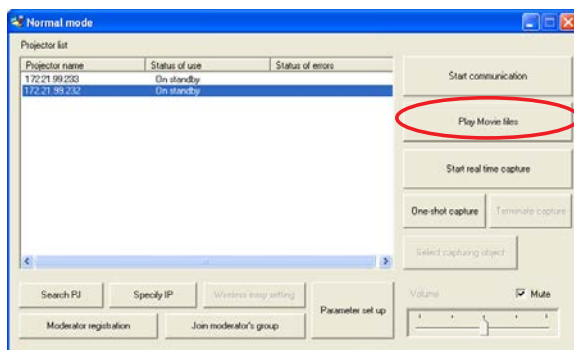 Normal mode
Projector list
Projector name Status of use Status of errors
172.21.99.233 On standby
172.21.99.232 On standby
Start communication
Play Movie files
Start real time capture
One-shot capture Terminate capture
Select capturing object
Search PJ Specify IP Wireless easy setting
Parameter set up
Moderator registration Join moderator's group
Volume Mute